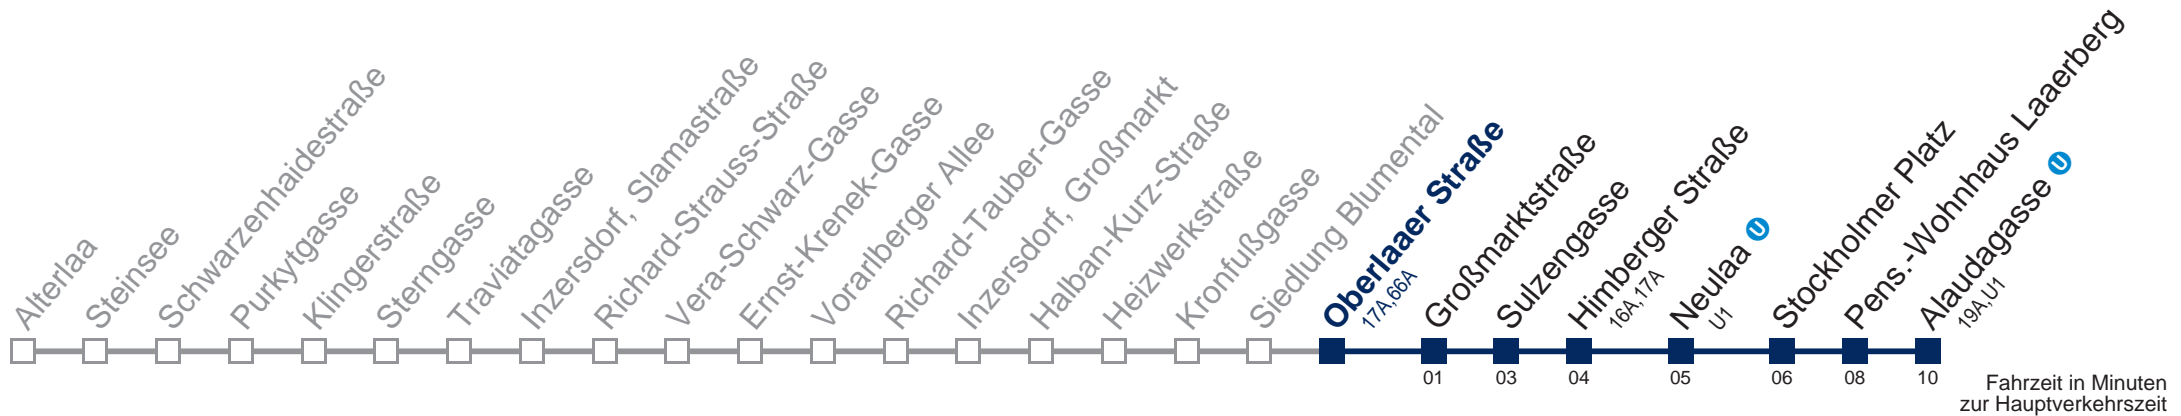 Alterlaa
Steinsee
Schwarzenhaidestraße
Purkytgasse
Klingerstraße
Sterngasse
Traviatagasse
Inzersdorf, Slamastraße
Richard-Strauss-Straße
Vera-Schwarz-Gasse
Ernst-Krenek-Gasse
Vorarlberger Allee
Richard-Tauber-Gasse
Inzersdorf, Großmarkt
Halban-Kurz-Straße
Heizwerkstraße
Kronfußgasse
Siedlung Blumental
Oberlaaer Straße
17A,66A
Großmarktstraße
Sulzengasse
Himberger Straße
16A,17A
Neulaa U
U1
Stockholmer Platz
Pens.-Wohnhaus Laaerberg
Alaudagasse U
19A,U1
01 03 04 05 06 08 10
Fahrzeit in Minuten
zur Hauptverkehrszeit